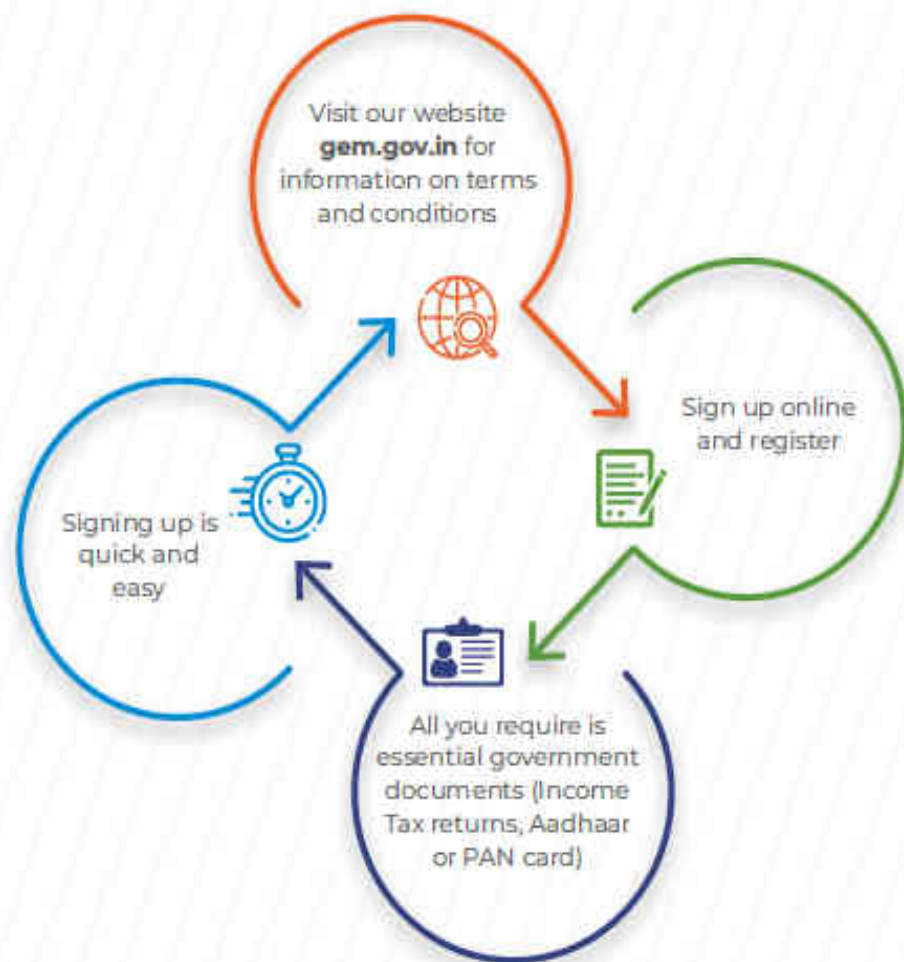 Visit our website
gem.gov.in for
information on terms
and conditions
Sign up online
and register
All you require is
essential government
documents (Income
Tax returns, Aadhaar
or PAN card)
Signing up is
quick and
easy